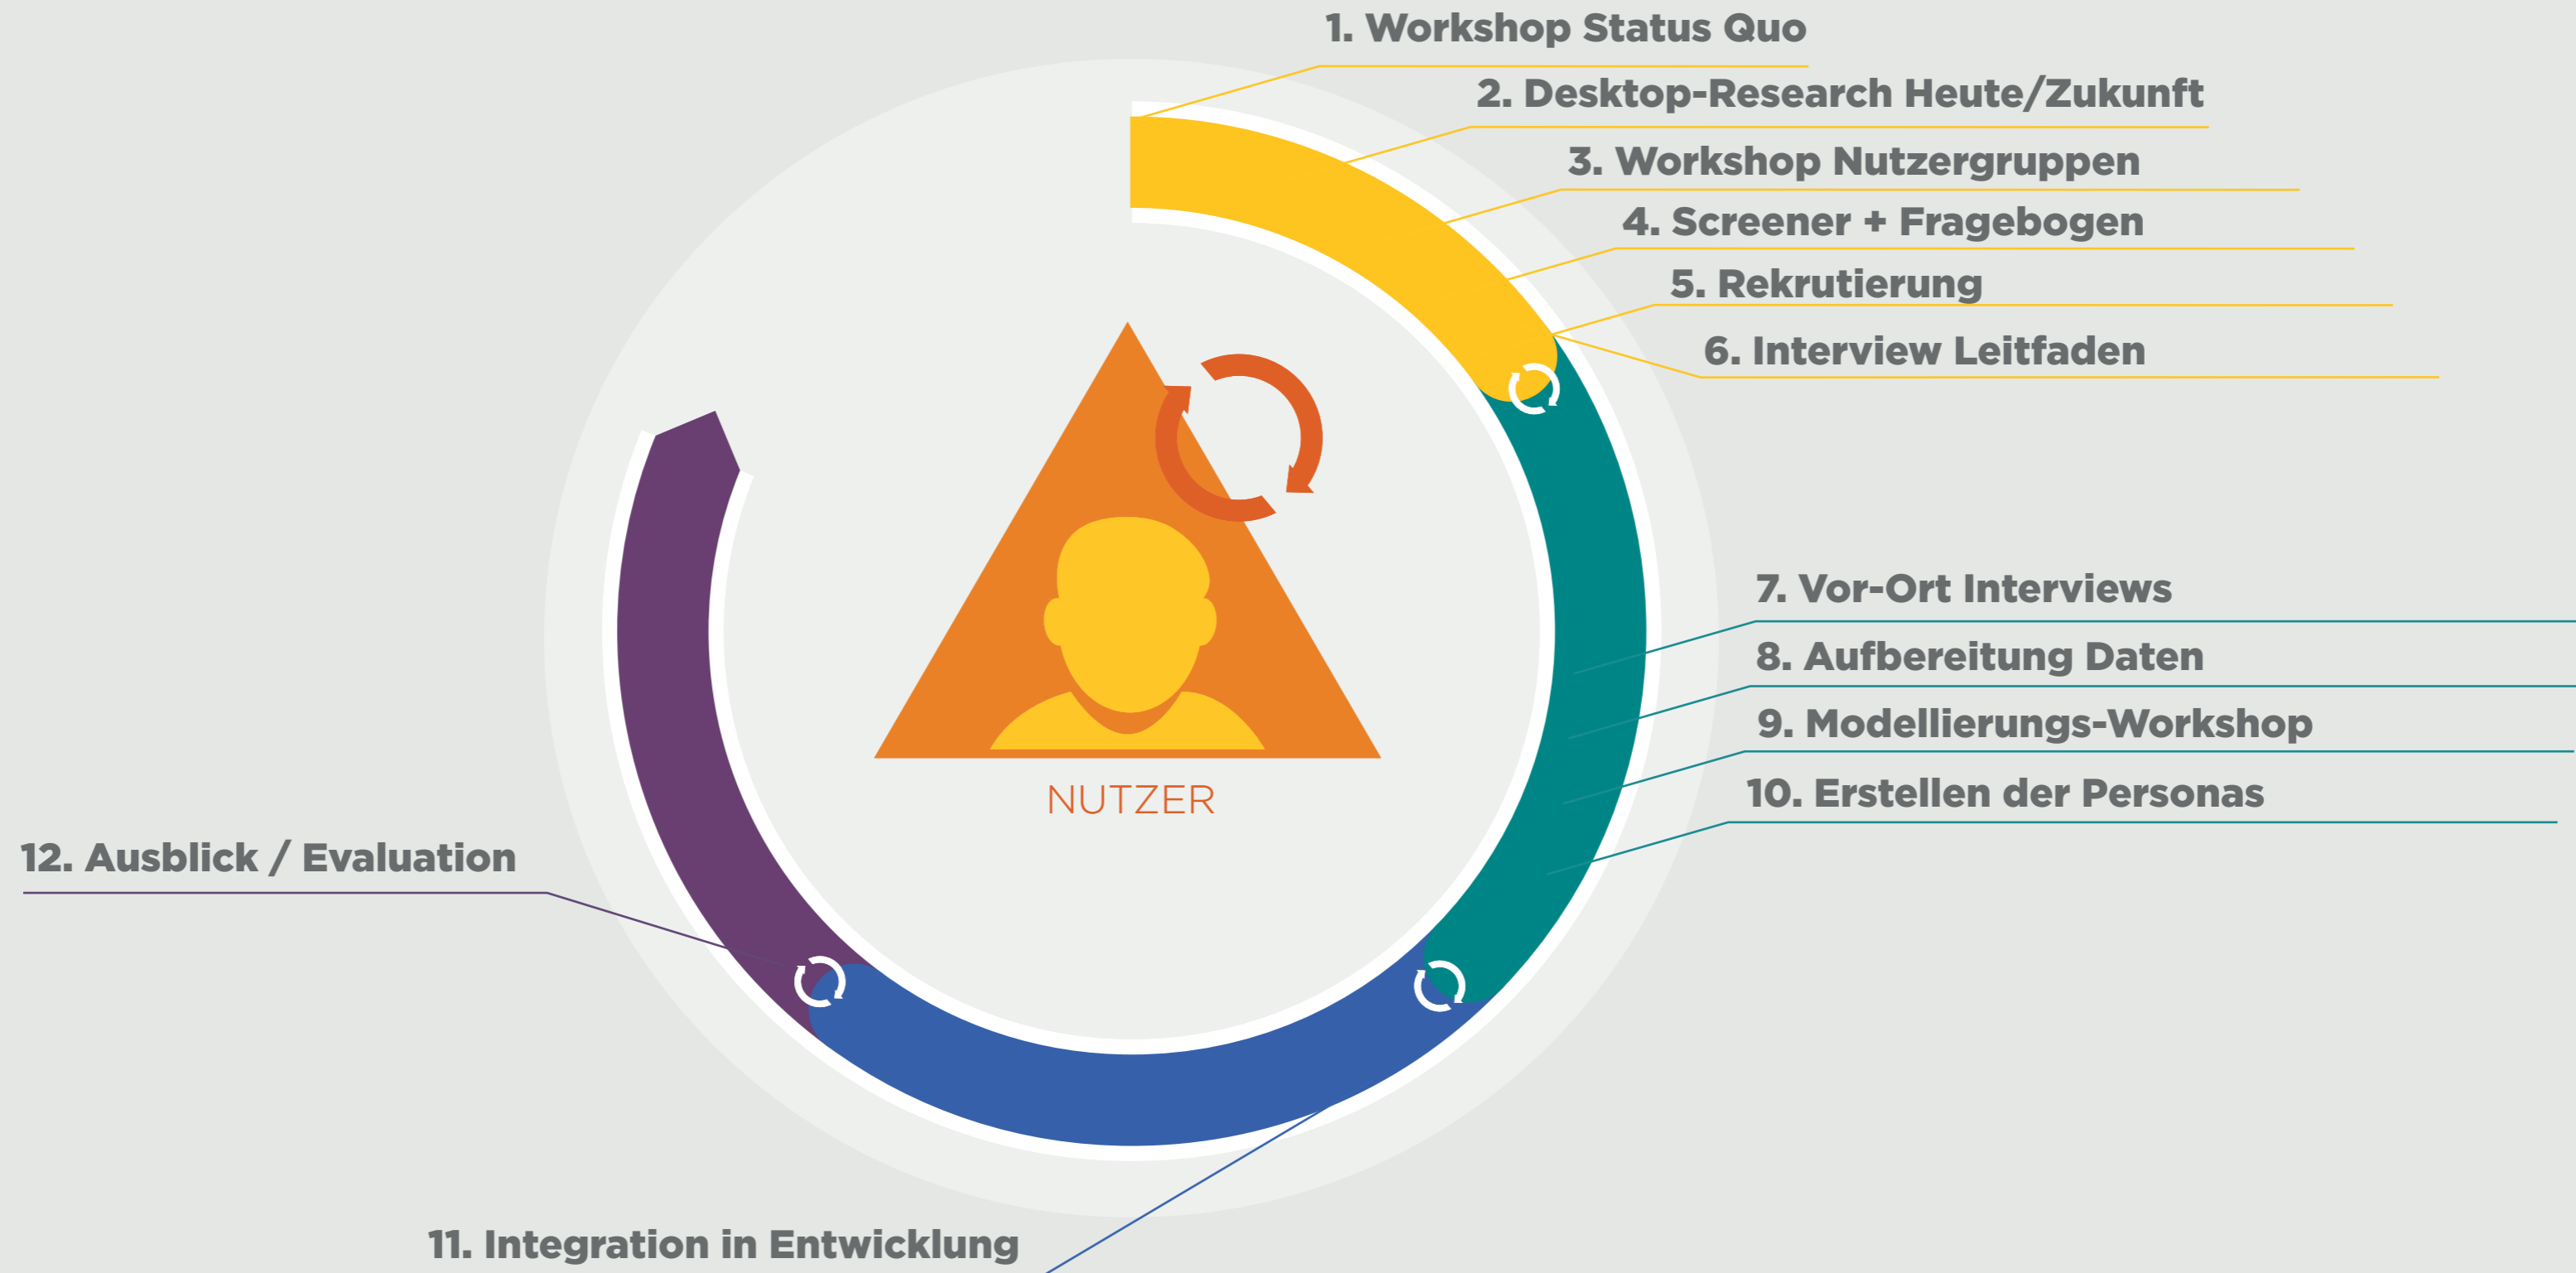 1. Workshop Status Quo
2. Desktop-Research Heute/Zukunft
3. Workshop Nutzergruppen
4. Screener + Fragebogen
5. Rekrutierung
6. Interview Leitfaden
7. Vor-Ort Interviews
8. Aufbereitung Daten
9. Modellierungs-Workshop
10. Erstellen der Personas
NUTZER
12. Ausblick / Evaluation
11. Integration in Entwicklung